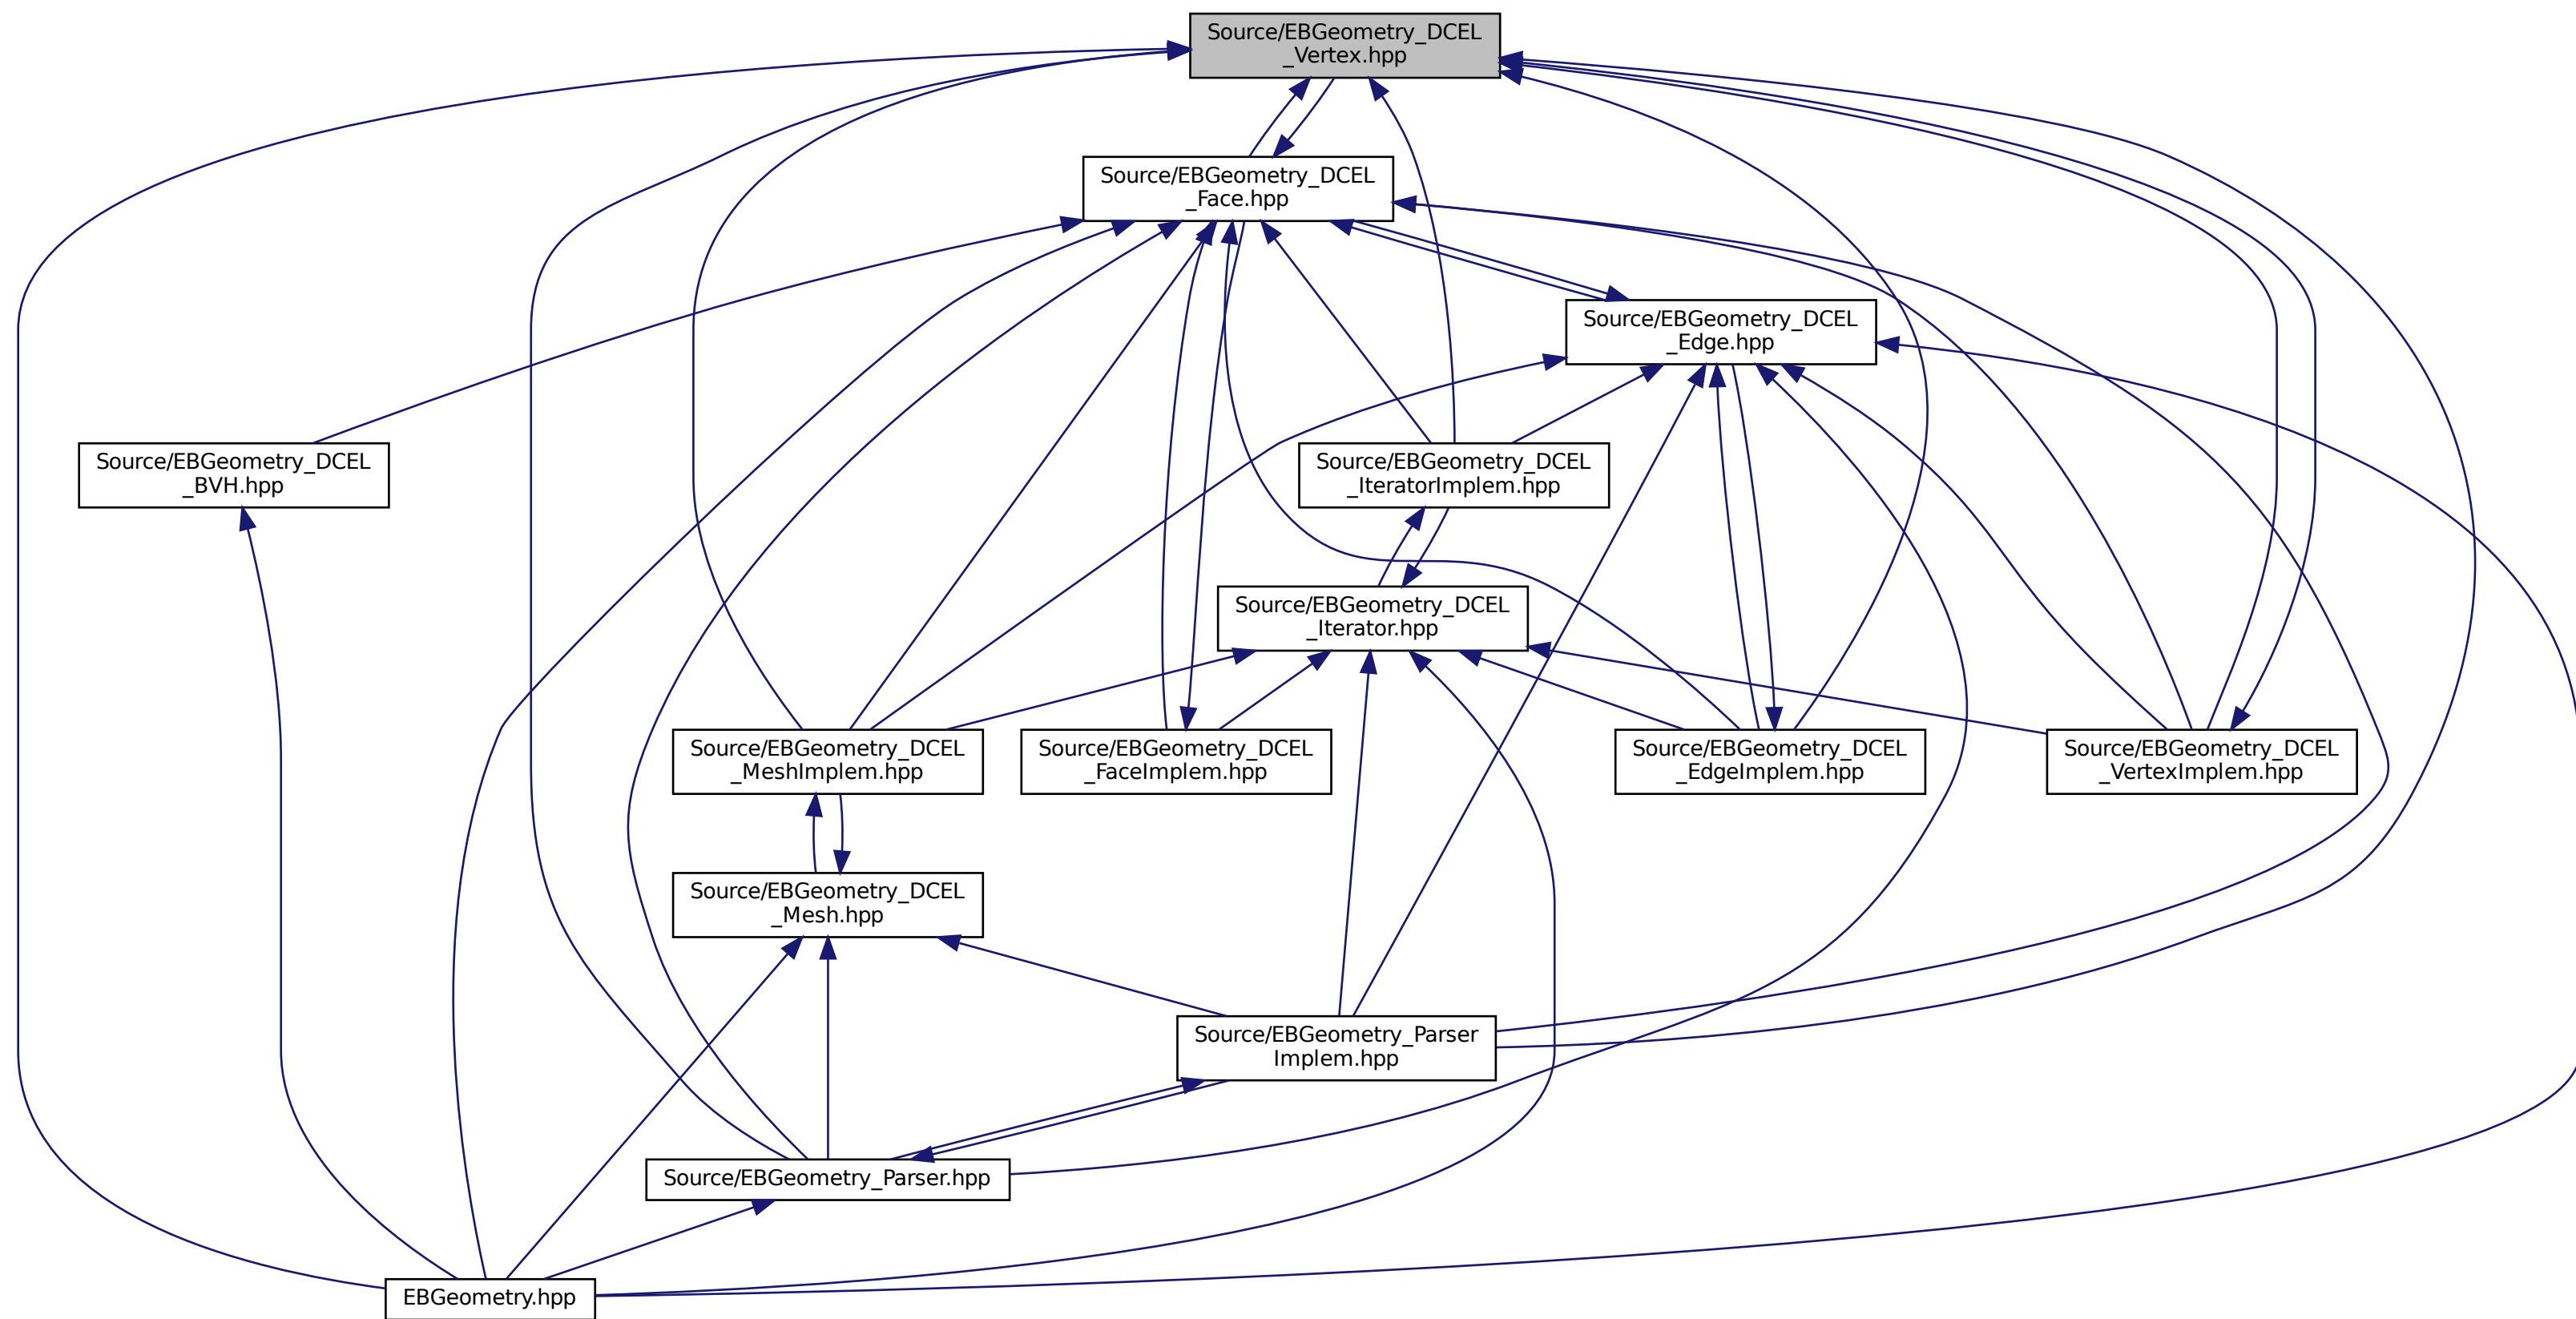 Source/EBGeometry_DCEL
_Vertex.hpp
Source/EBGeometry_DCEL
_Face.hpp
Source/EBGeometry_DCEL
_Edge.hpp
Source/EBGeometry_DCEL
_BVH.hpp
Source/EBGeometry_DCEL
_IteratorImplem.hpp
Source/EBGeometry_DCEL
_Iterator.hpp
Source/EBGeometry_DCEL
_MeshImplem.hpp
Source/EBGeometry_DCEL
_FaceImplem.hpp
Source/EBGeometry_DCEL
_EdgeImplem.hpp
Source/EBGeometry_DCEL
_VertexImplem.hpp
Source/EBGeometry_DCEL
_Mesh.hpp
Source/EBGeometry_Parser
Implem.hpp
Source/EBGeometry_Parser.hpp
EBGeometry.hpp